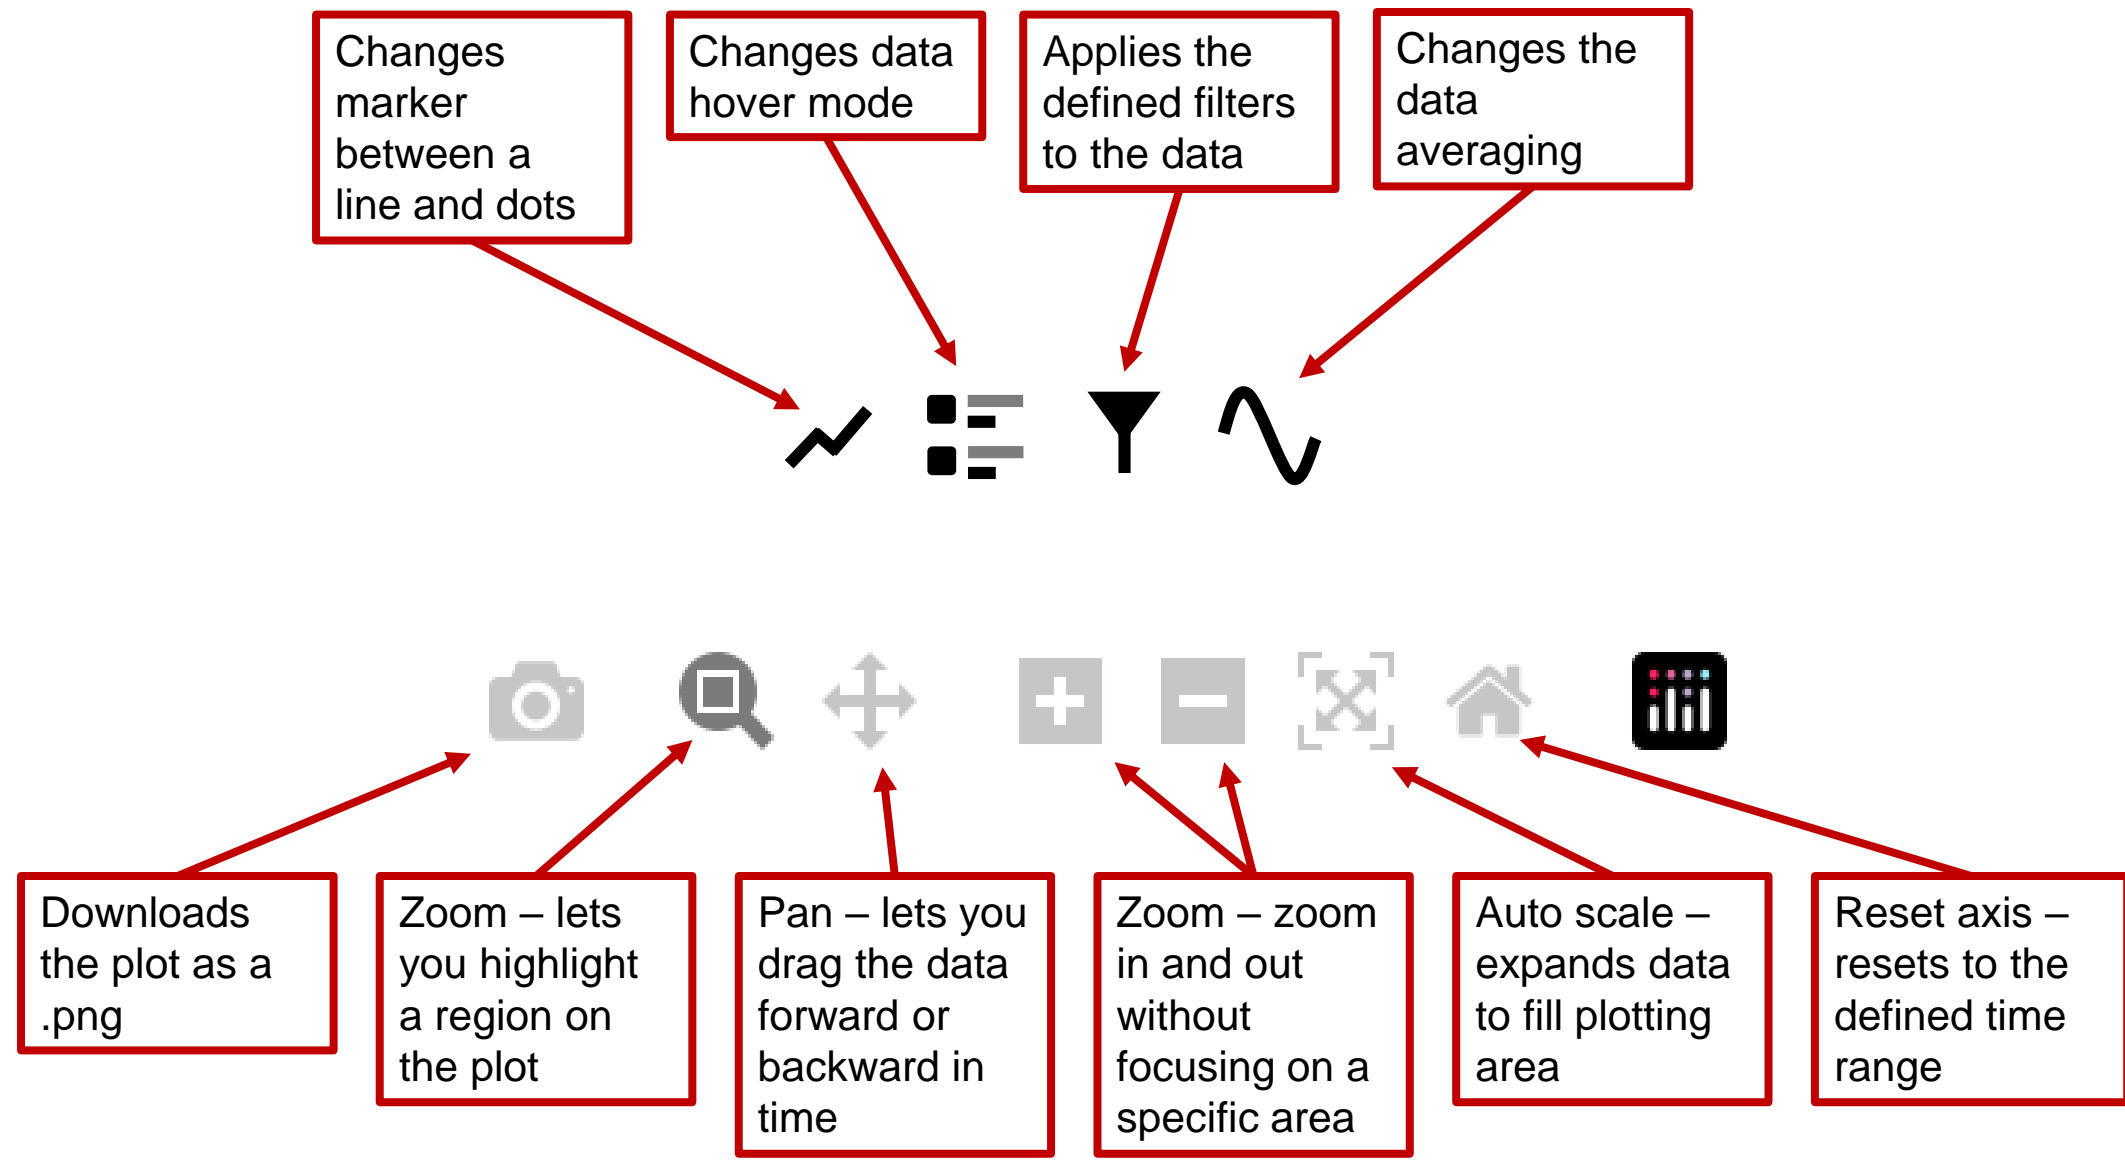 Changes
marker
between a
line and dots
Changes data
hover mode
Applies the
defined filters
to the data
Changes the
data
averaging
Downloads
the plot as a
.png
Zoom – lets
you highlight
a region on
the plot
Pan – lets you
drag the data
forward or
backward in
time
Zoom – zoom
in and out
without
focusing on a
specific area
Auto scale –
expands data
to fill plotting
area
Reset axis –
resets to the
defined time
range